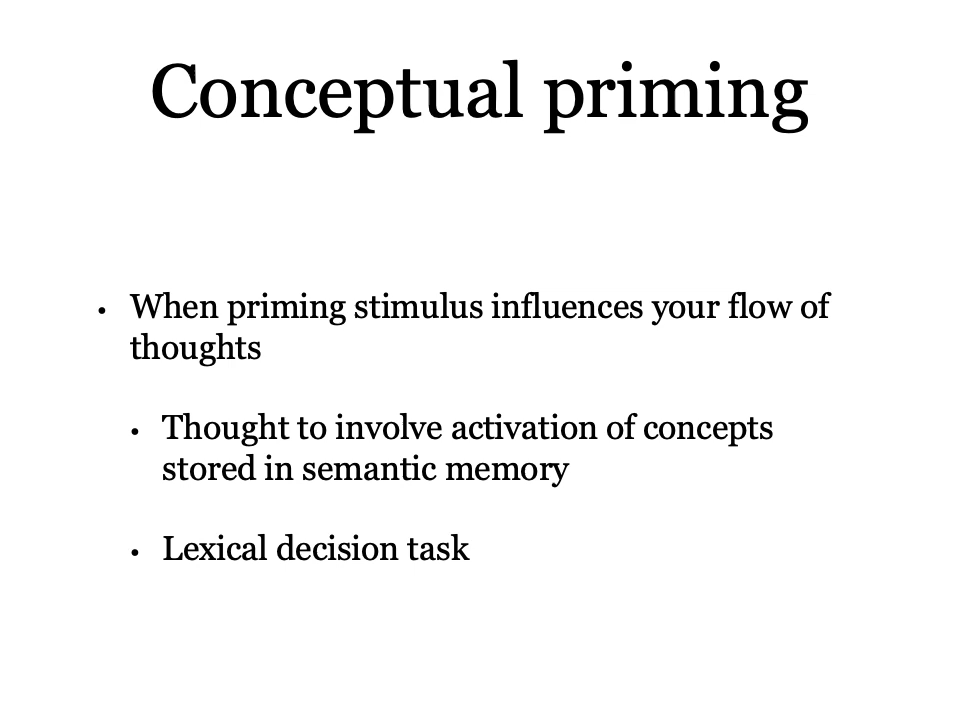 Conceptual priming
• When priming stimulus influences your flow of
thoughts
• Thought to involve activation of concepts
stored in semantic memory
• Lexical decision task